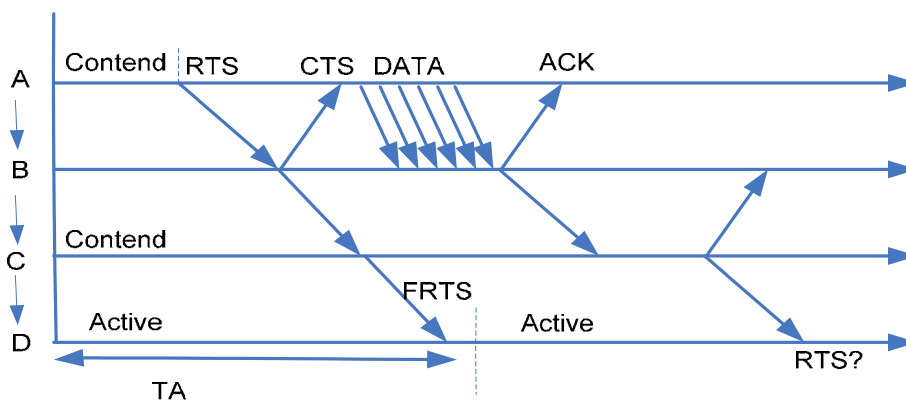 Contend RTS CTS DATA ACK
A
B
Contend
C
FRTS
Active Active
D
RTS?
TA